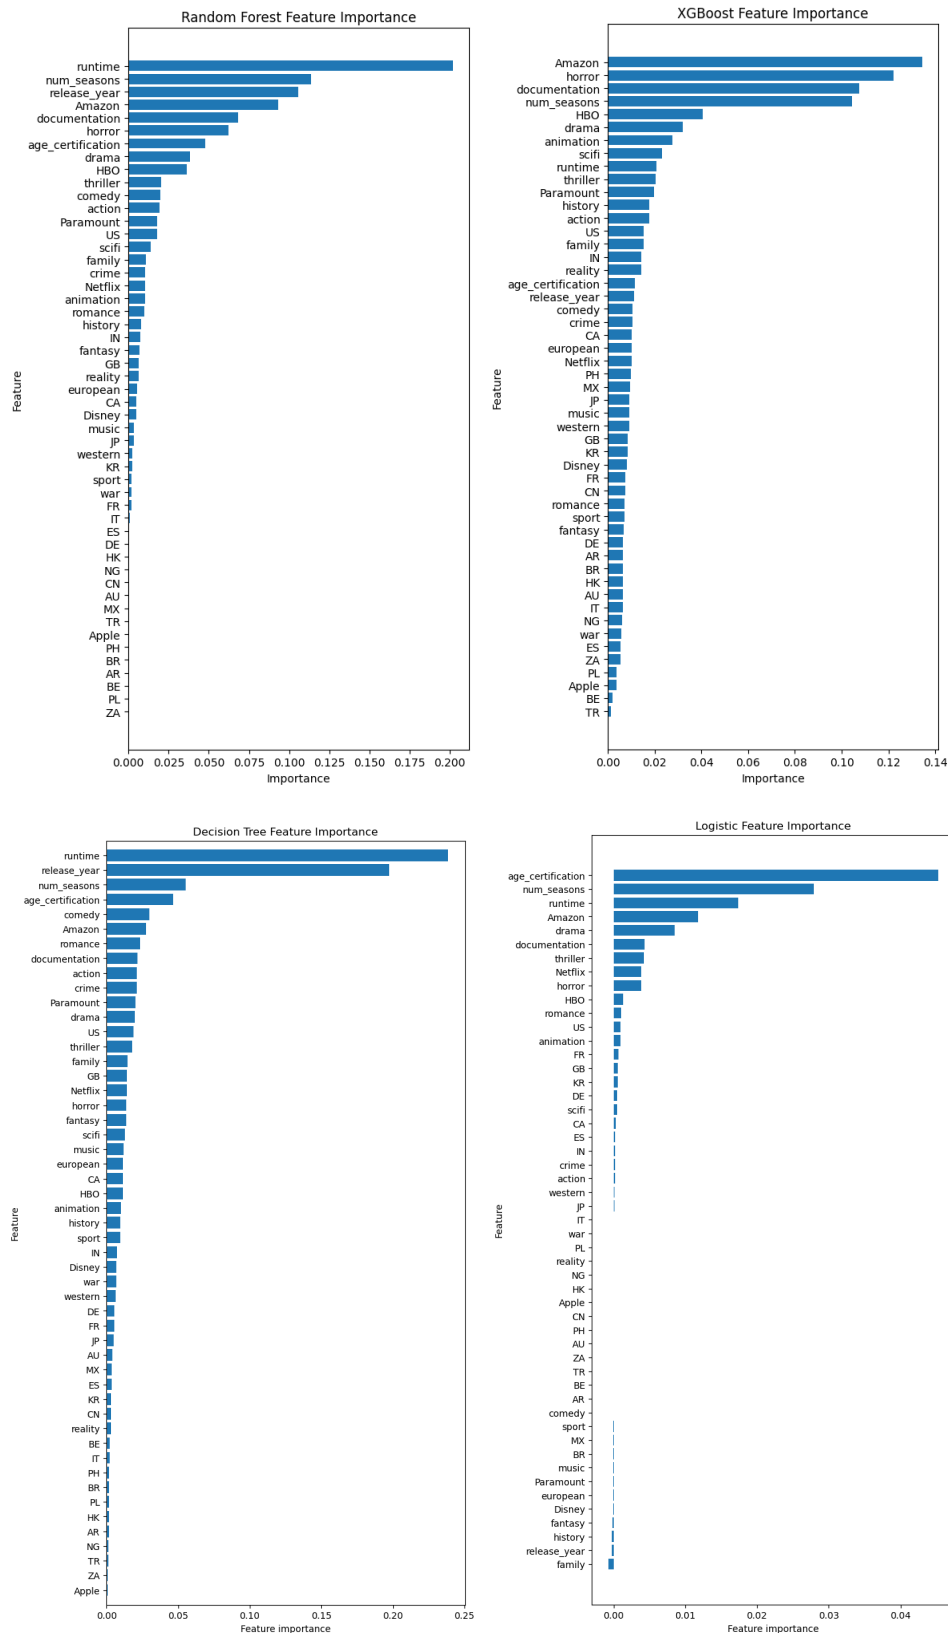 Random Forest Feature Importance
runtime
num_seasons
release_year
Amazon
documentation
horror
age_certification
drama
HBO
thriller
comedy
action
Paramount
US
scifi
family
crime
Netflix
animation
romance
history
IN
fantasy
GB
reality
european
CA
Disney
music
JP
western
KR
sport
war
FR
IT
ES
DE
HK
NG
CN
AU
MX
TR
Apple
PH
BR
AR
BE
PL
ZA
Feature
0.000 0.025 0.050 0.075 0.100 0.125 0.150 0.175 0.200
Importance
XGBoost Feature Importance
Amazon
horror
documentation
num_seasons
HBO
drama
animation
scifi
runtime
thriller
Paramount
history
action
US
family
IN
reality
age_certification
release_year
comedy
crime
CA
european
Netflix
PH
MX
JP
music
western
GB
KR
Disney
FR
CN
romance
sport
fantasy
DE
AR
BR
HK
AU
IT
NG
war
ES
ZA
PL
Apple
BE
TR
Feature
0.00 0.02 0.04 0.06 0.08 0.10 0.12 0.14
Importance
Decision Tree Feature Importance
runtime
release_year
num_seasons
age_certification
comedy
Amazon
romance
documentation
action
crime
Paramount
drama
US
thriller
family
GB
Netflix
horror
fantasy
scifi
music
european
CA
HBO
animation
history
sport
IN
Disney
war
western
DE
FR
JP
AU
MX
ES
KR
CN
reality
BE
IT
PH
BR
PL
HK
AR
NG
TR
ZA
Apple
Feature
0.00 0.05 0.10 0.15 0.20 0.25
Feature importance
Logistic Feature Importance
age_certification
num_seasons
runtime
Amazon
drama
documentation
thriller
Netflix
horror
HBO
romance
US
animation
FR
GB
KR
DE
scifi
CA
ES
IN
crime
action
western
JP
IT
war
PL
reality
NG
HK
Apple
CN
PH
AU
ZA
TR
BE
AR
comedy
sport
MX
BR
music
Paramount
european
Disney
fantasy
history
release_year
family
Feature
0.00 0.01 0.02 0.03 0.04
Feature importance